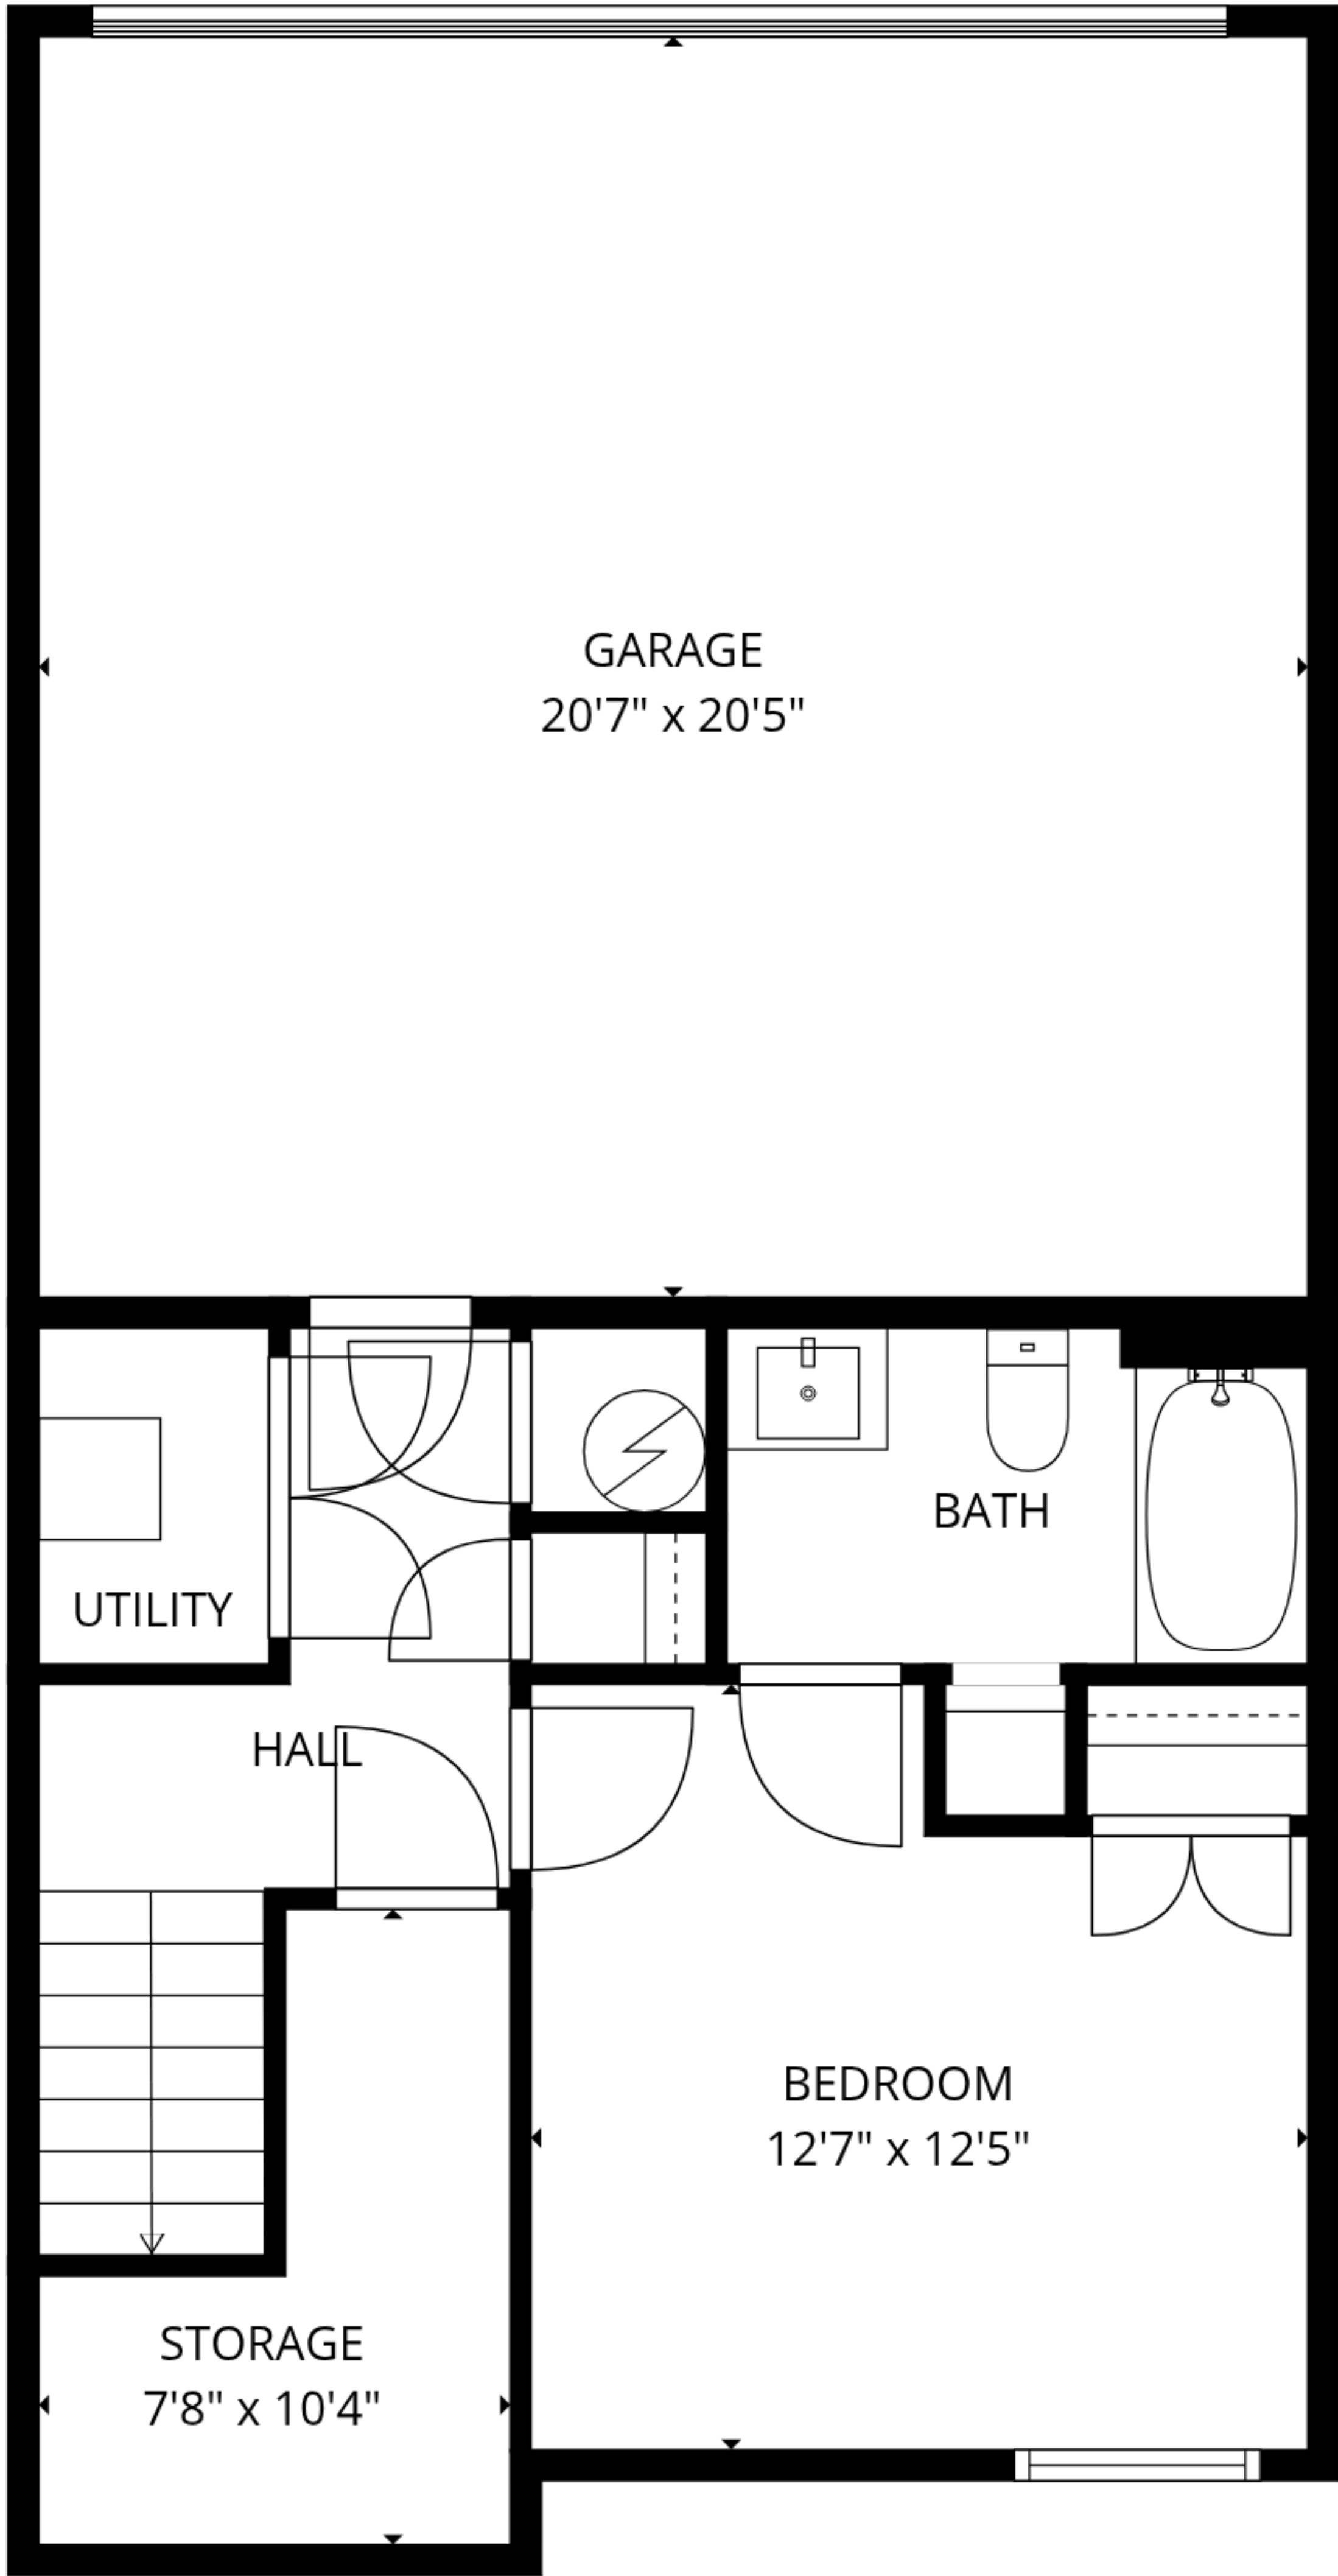 GARAGE
20'7" x 20'5"
BATH
UTILITY
HALL
BEDROOM
12'7" x 12'5"
STORAGE
7'8" x 10'4"